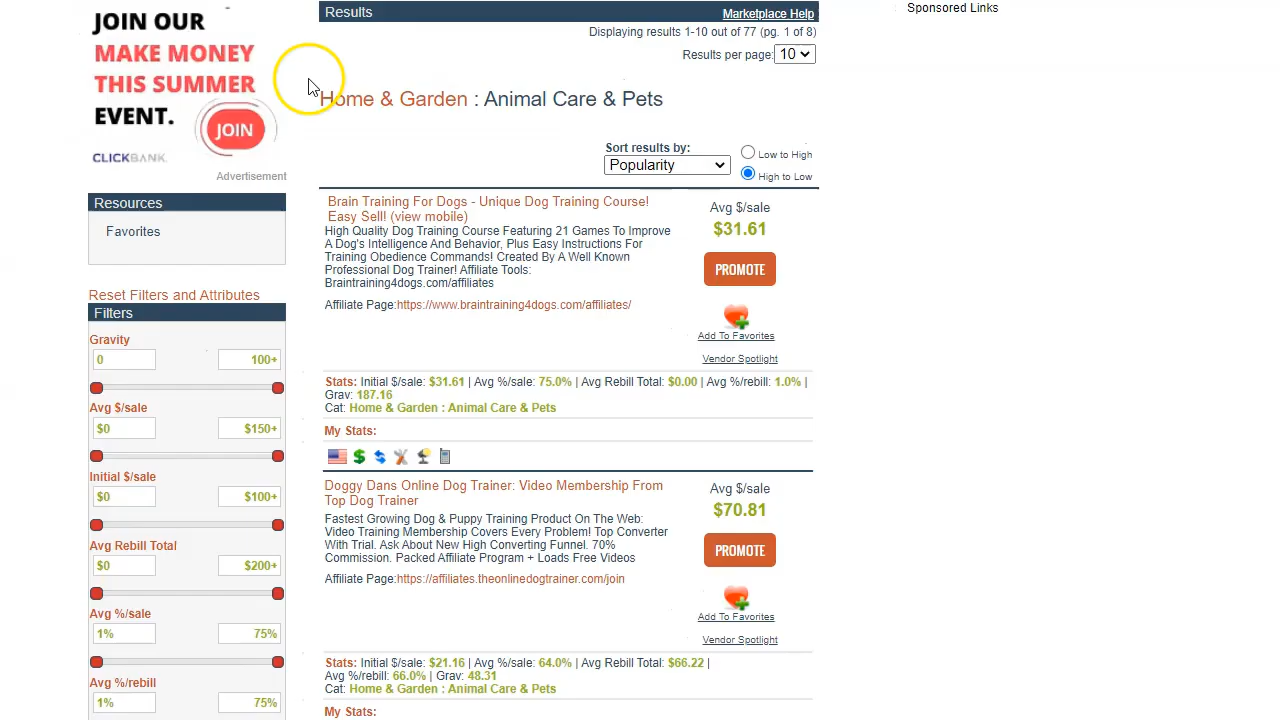 JOIN OUR
MAKE MONEY
THIS SUMMER
EVENT.
JOIN
CLICKBANK.
Advertisement
Resources
Favorites
Reset Filters and Attributes
Filters
Gravity
0 100+
Avg $/sale
$0 $150+
Initial $/sale
$0 $100+
Avg Rebill Total
$0 $200+
Avg %/sale
1% 75%
Avg %/rebill
1% 75%
Results Marketplace Help
Displaying results 1-10 out of 77 (pg. 1 of 8)
Results per page: 10
Home & Garden : Animal Care & Pets
Sort results by:
Popularity
Low to High
High to Low
Brain Training For Dogs - Unique Dog Training Course!
Easy Sell! (view mobile)
High Quality Dog Training Course Featuring 21 Games To Improve
A Dog's Intelligence And Behavior, Plus Easy Instructions For
Training Obedience Commands! Created By A Well Known
Professional Dog Trainer! Affiliate Tools:
Braintraining4dogs.com/affiliates
Affiliate Page:https://www.braintraining4dogs.com/affiliates/
Avg $/sale
$31.61
PROMOTE
Add To Favorites
Vendor Spotlight
Stats: Initial $/sale: $31.61 | Avg %/sale: 75.0% | Avg Rebill Total: $0.00 | Avg %/rebill: 1.0% |
Grav: 187.16
Cat: Home & Garden : Animal Care & Pets
My Stats:
Doggy Dans Online Dog Trainer: Video Membership From
Top Dog Trainer
Fastest Growing Dog & Puppy Training Product On The Web:
Video Training Membership Covers Every Problem! Top Converter
With Trial. Ask About New High Converting Funnel. 70%
Commission. Packed Affiliate Program + Loads Free Videos
Affiliate Page:https://affiliates.theonlinedogtrainer.com/join
Avg $/sale
$70.81
PROMOTE
Add To Favorites
Vendor Spotlight
Stats: Initial $/sale: $21.16 | Avg %/sale: 64.0% | Avg Rebill Total: $66.22 |
Avg %/rebill: 66.0% | Grav: 48.31
Cat: Home & Garden : Animal Care & Pets
My Stats:
Sponsored Links